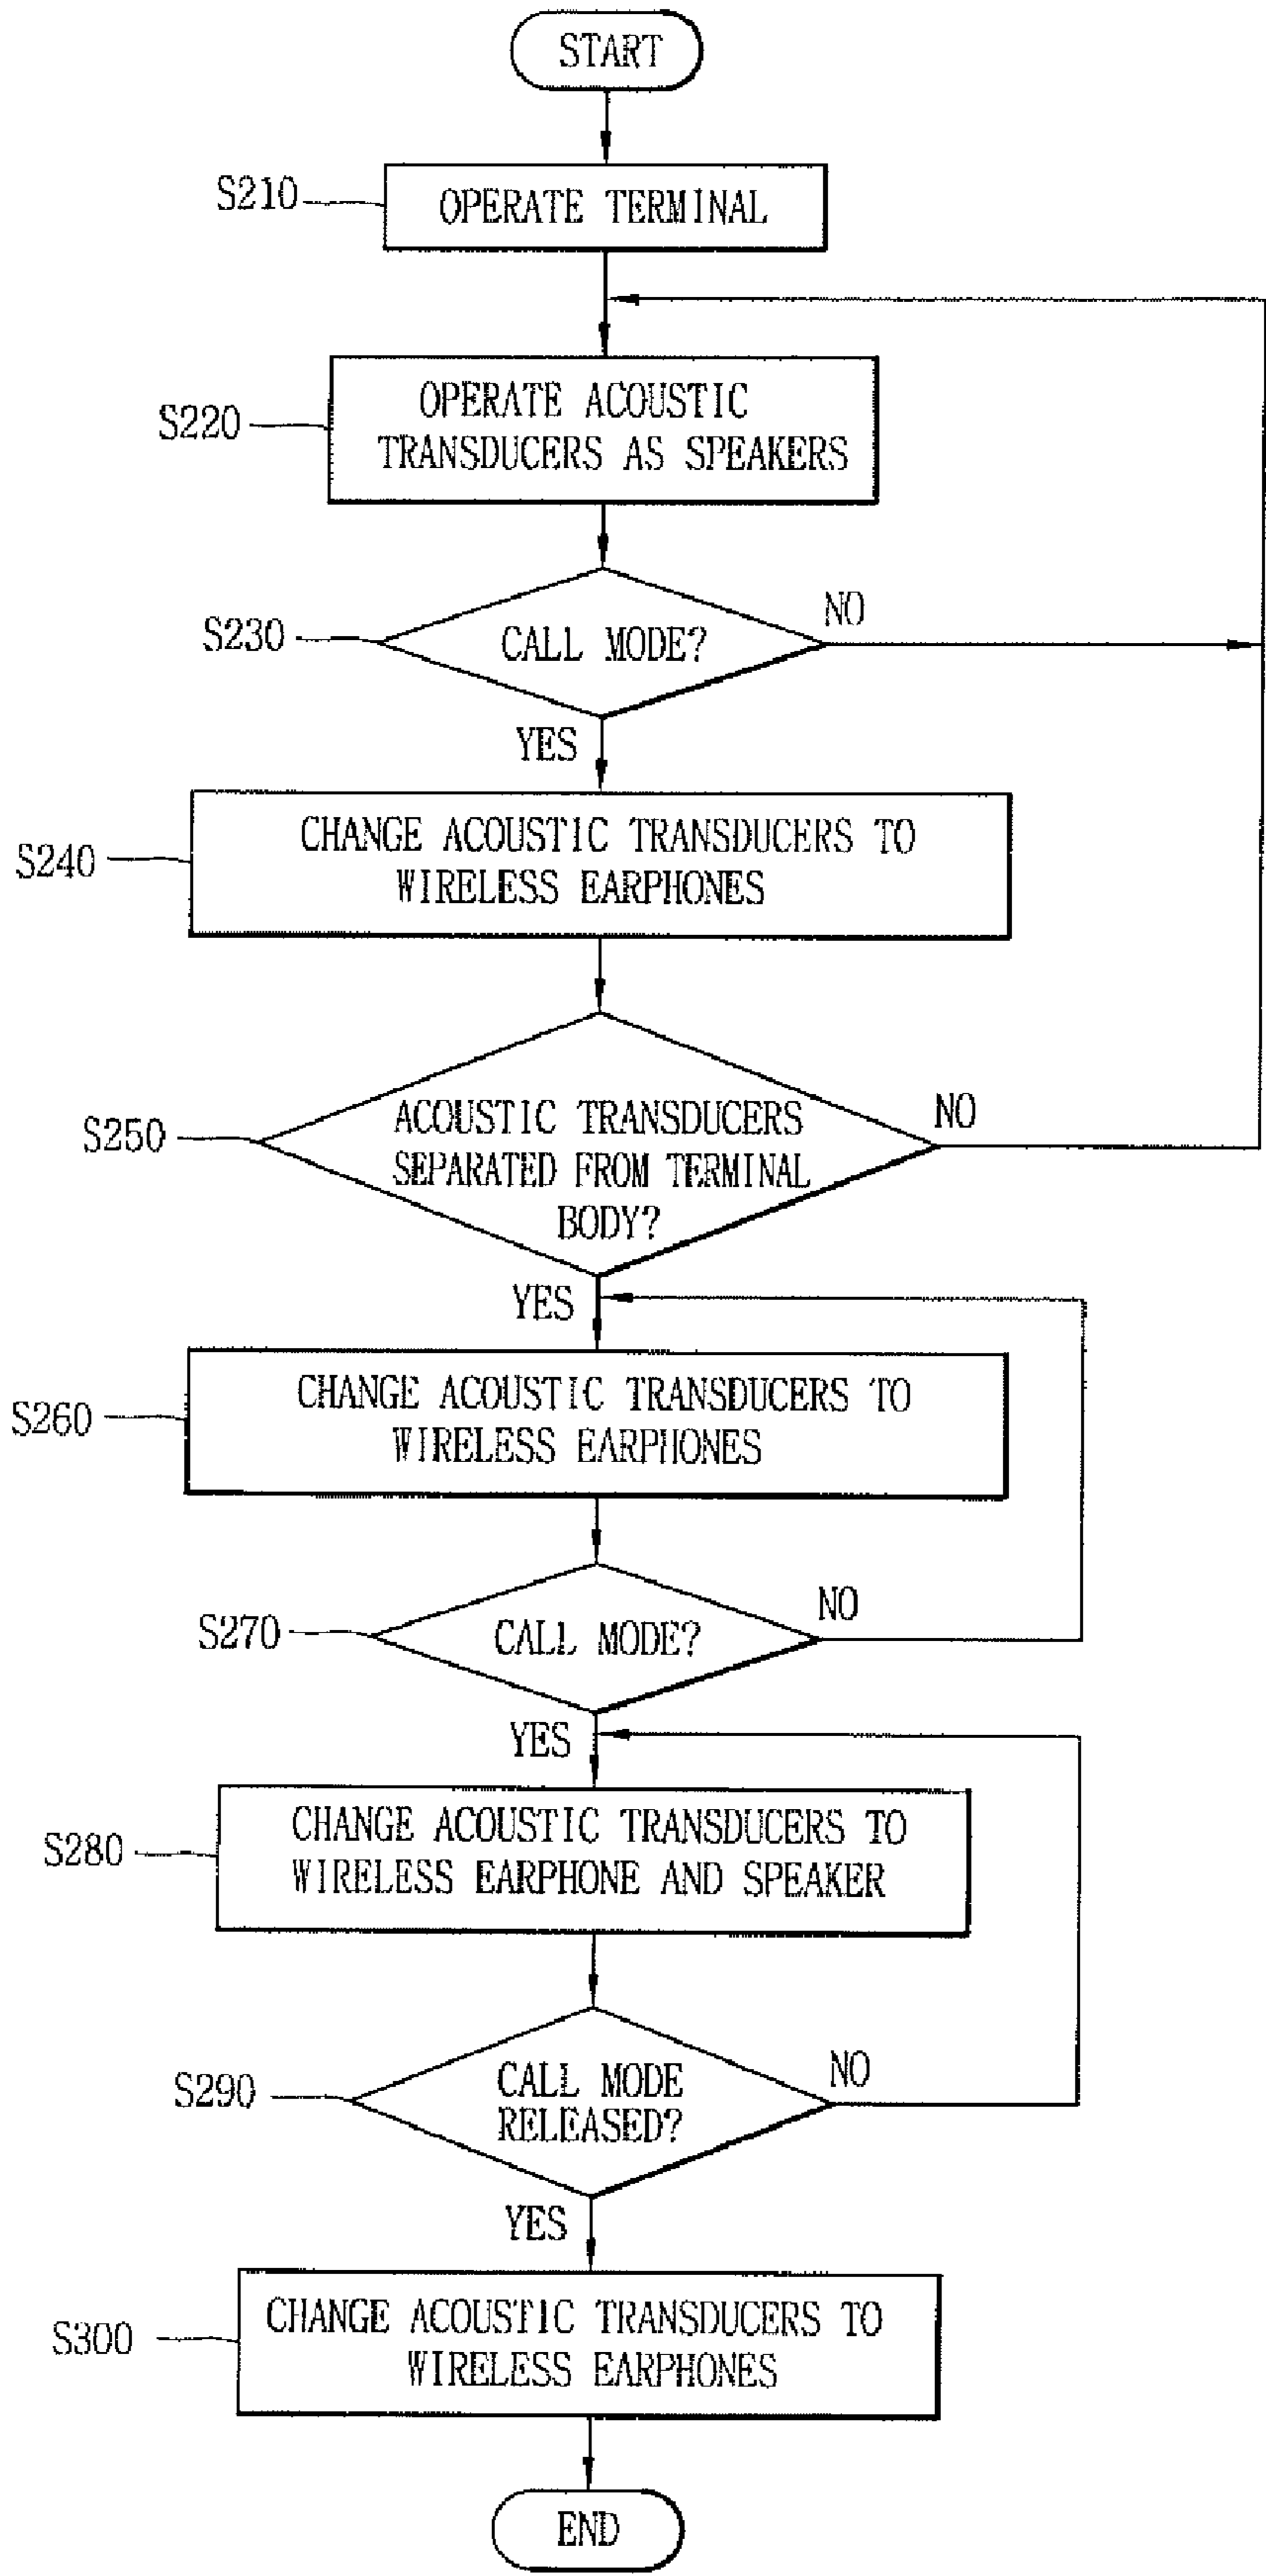 START
S210
OPERATE TERMINAL
S220
OPERATE ACOUSTIC
TRANSDUCERS AS SPEAKERS
S230
CALL MODE?
NO
YES
S240
CHANGE ACOUSTIC TRANSDUCERS TO
WIRELESS EARPHONES
S250
ACOUSTIC TRANSDUCERS
SEPARATED FROM TERMINAL
BODY?
NO
YES
S260
CHANGE ACOUSTIC TRANSDUCERS TO
WIRELESS EARPHONES
S270
CALL MODE?
NO
YES
S280
CHANGE ACOUSTIC TRANSDUCERS TO
WIRELESS EARPHONE AND SPEAKER
S290
CALL MODE
RELEASED?
NO
YES
S300
CHANGE ACOUSTIC TRANSDUCERS TO
WIRELESS EARPHONES
END